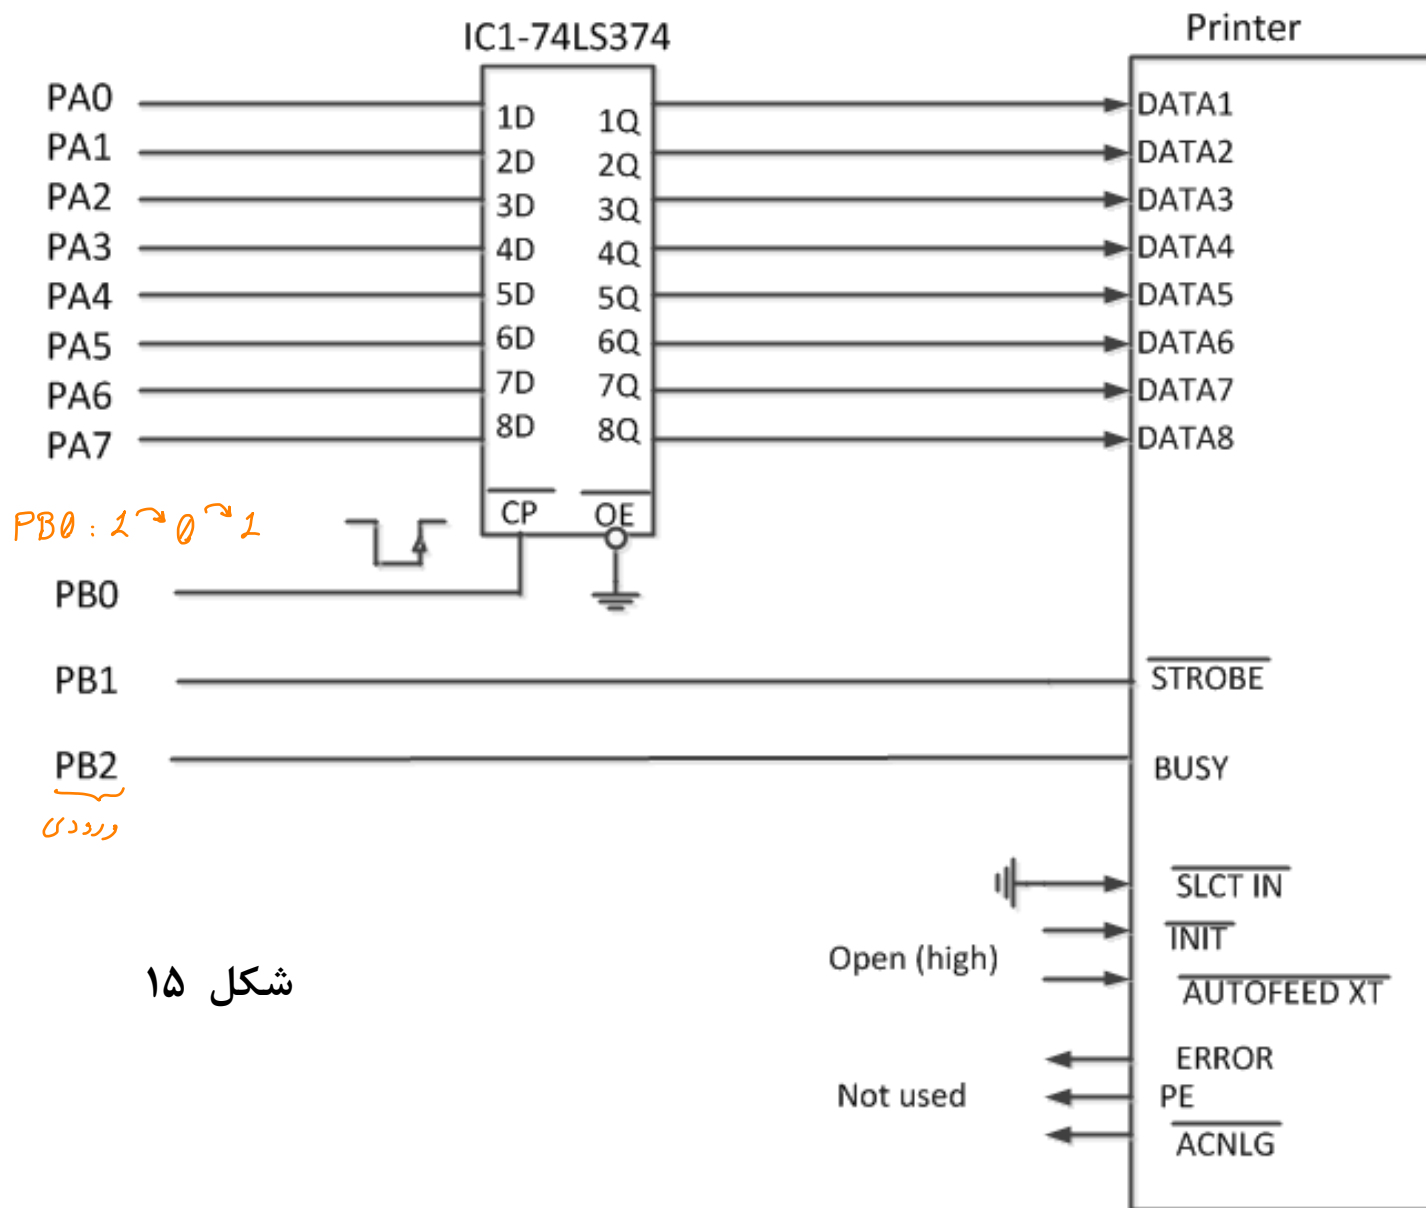 IC1-74LS374
Printer
PA0
PA1
PA2
PA3
PA4
PA5
PA6
PA7
1D
2D
3D
4D
5D
6D
7D
8D
1Q
2Q
3Q
4Q
5Q
6Q
7Q
8Q
CP
OE
DATA1
DATA2
DATA3
DATA4
DATA5
DATA6
DATA7
DATA8
PB0 : 1 0 1
PB0
PB1
STROBE
PB2
BUSY
ورودی
SLCT IN
INIT
Open (high)
AUTOFEED XT
شکل ۱۵
ERROR
Not used
PE
ACNLG